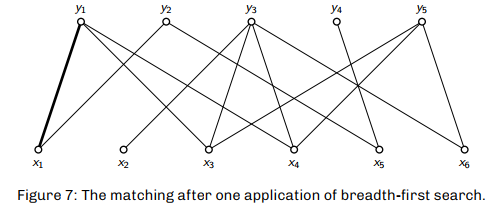 y₁ y₂ y₃ y₄ y₅
x₁ x₂ x₃ x₄ x₅ x₆
Figure 7: The matching after one application of breadth-first search.